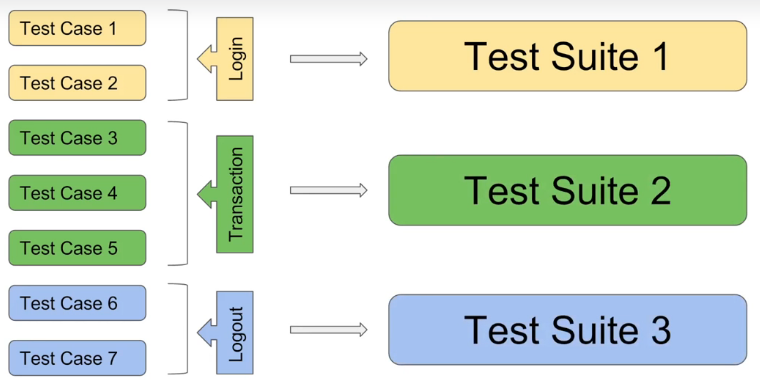 Test Case 1
Test Case 2
Login
Test Suite 1
Test Case 3
Test Case 4
Test Case 5
Transaction
Test Suite 2
Test Case 6
Test Case 7
Logout
Test Suite 3